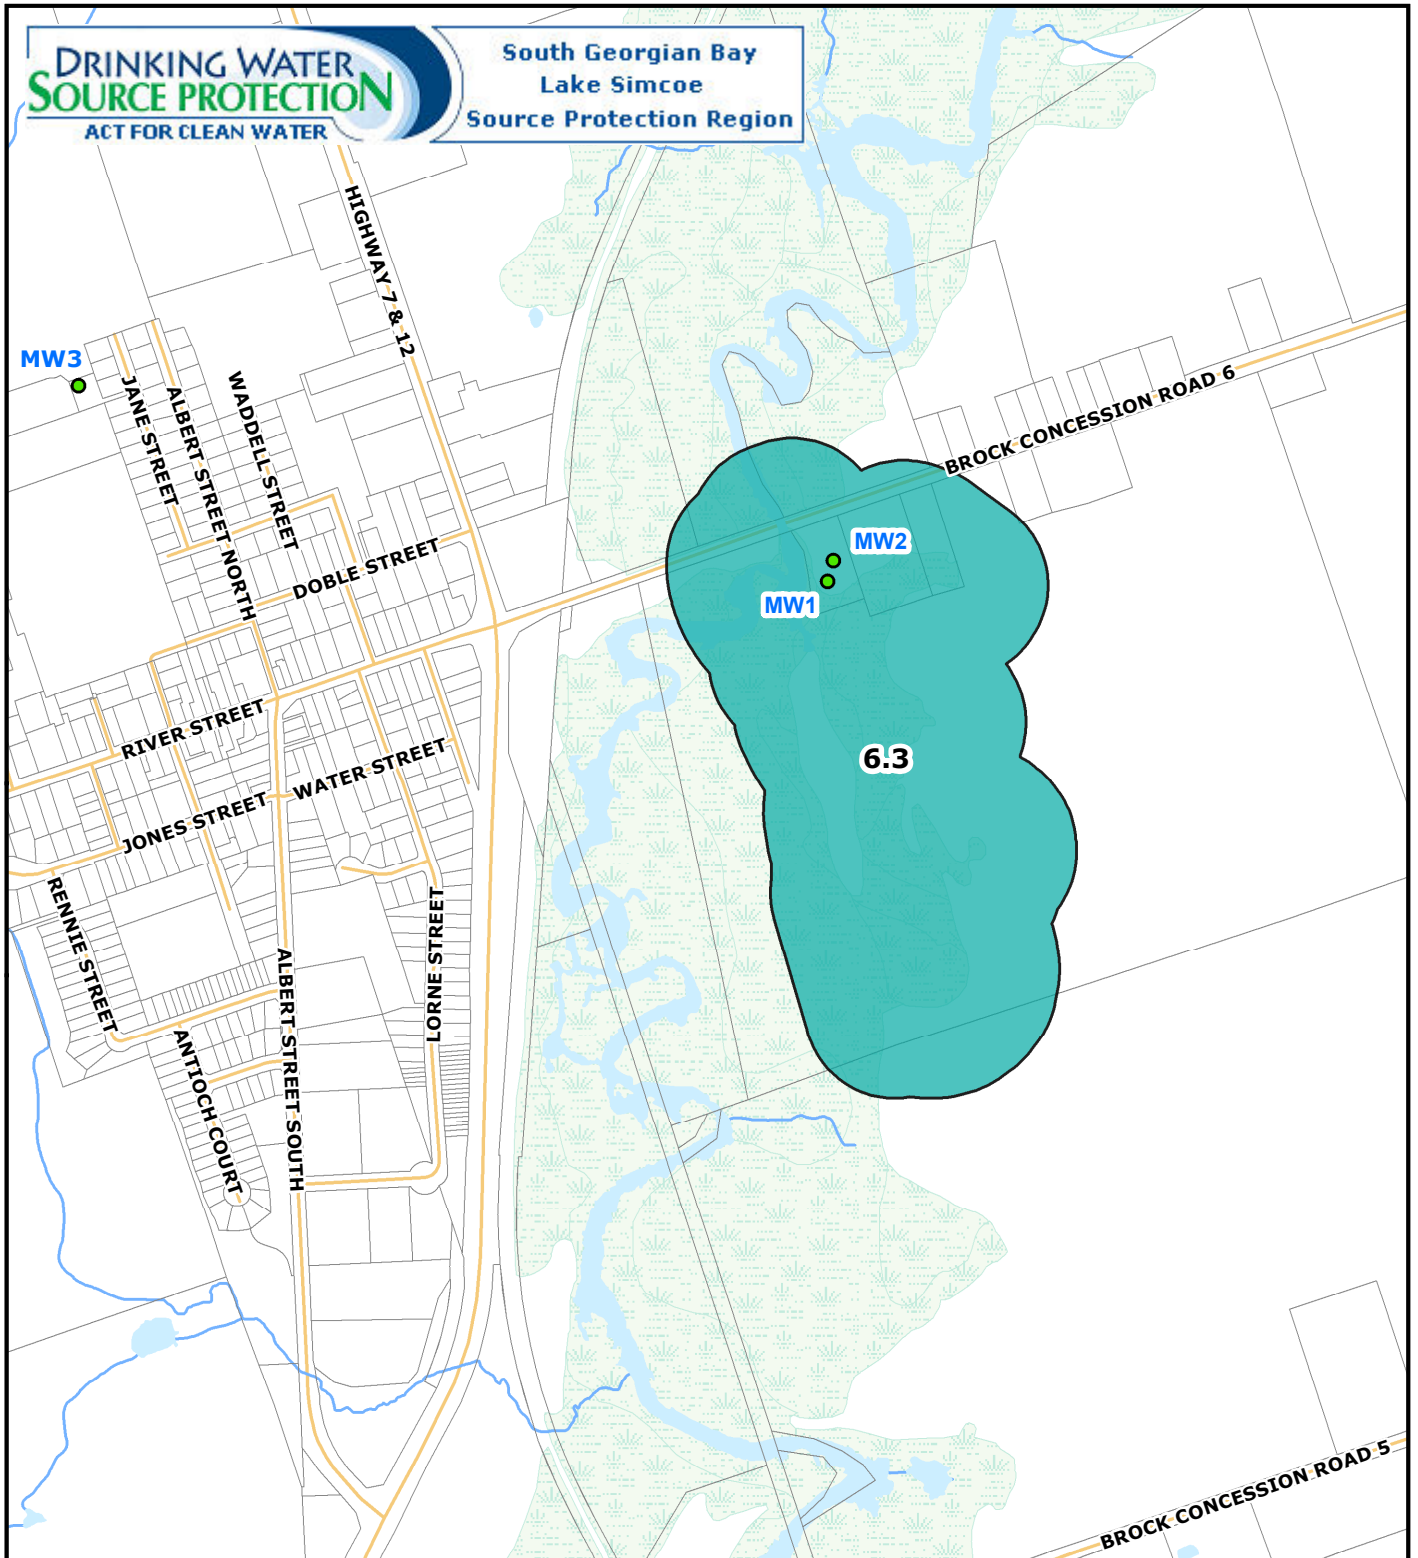 DRINKING WATER
SOURCE PROTECTION
ACT FOR CLEAN WATER
South Georgian Bay
Lake Simcoe
Source Protection Region
HIGHWAY 7 & 12
MW3
JANE STREET
ALBERT STREET NORTH
WADDELL STREET
BROCK CONCESSION ROAD 6
DOBLE STREET
MW2
MW1
RIVER STREET
WATER STREET
6.3
JONES STREET
RENNIE STREET
LORNE STREET
ALBERT STREET SOUTH
ANTIOCH COURT
BROCK CONCESSION ROAD 5